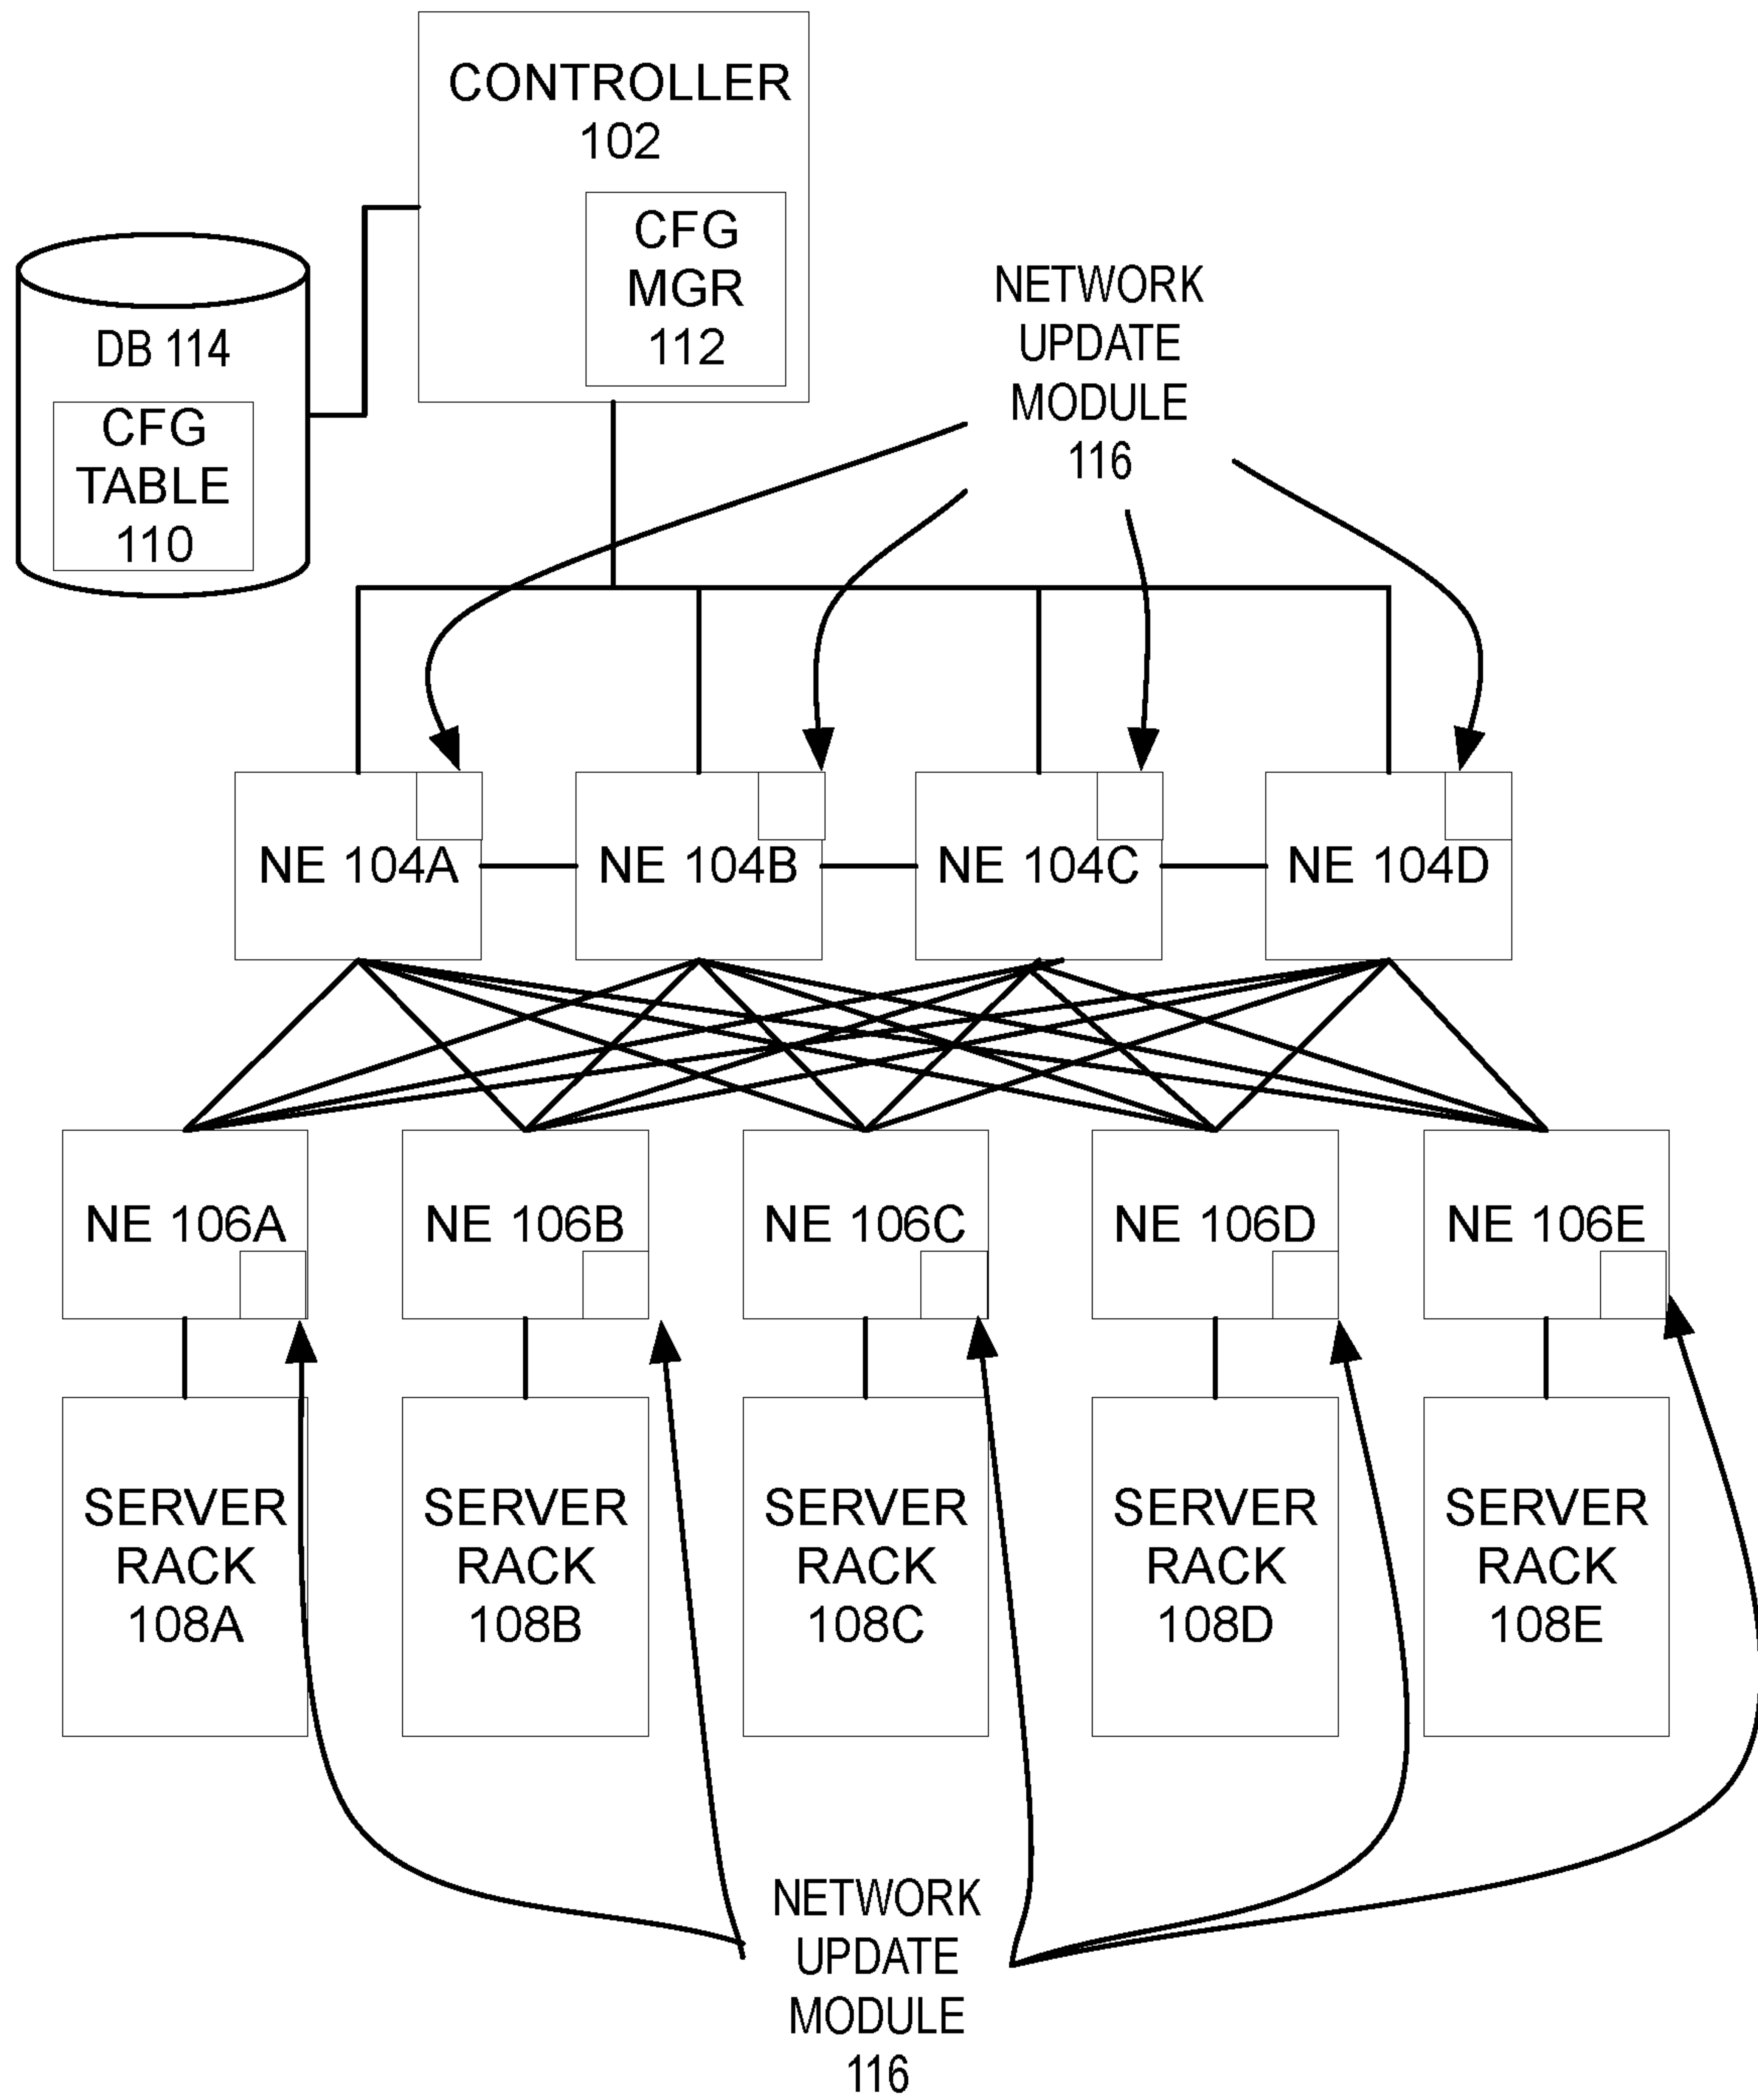 CONTROLLER
102
CFG
MGR
112
DB 114
CFG
TABLE
110
NETWORK
UPDATE
MODULE
116
NE 104A
NE 104B
NE 104C
NE 104D
NE 106A
NE 106B
NE 106C
NE 106D
NE 106E
SERVER
RACK
108A
SERVER
RACK
108B
SERVER
RACK
108C
SERVER
RACK
108D
SERVER
RACK
108E
NETWORK
UPDATE
MODULE
116